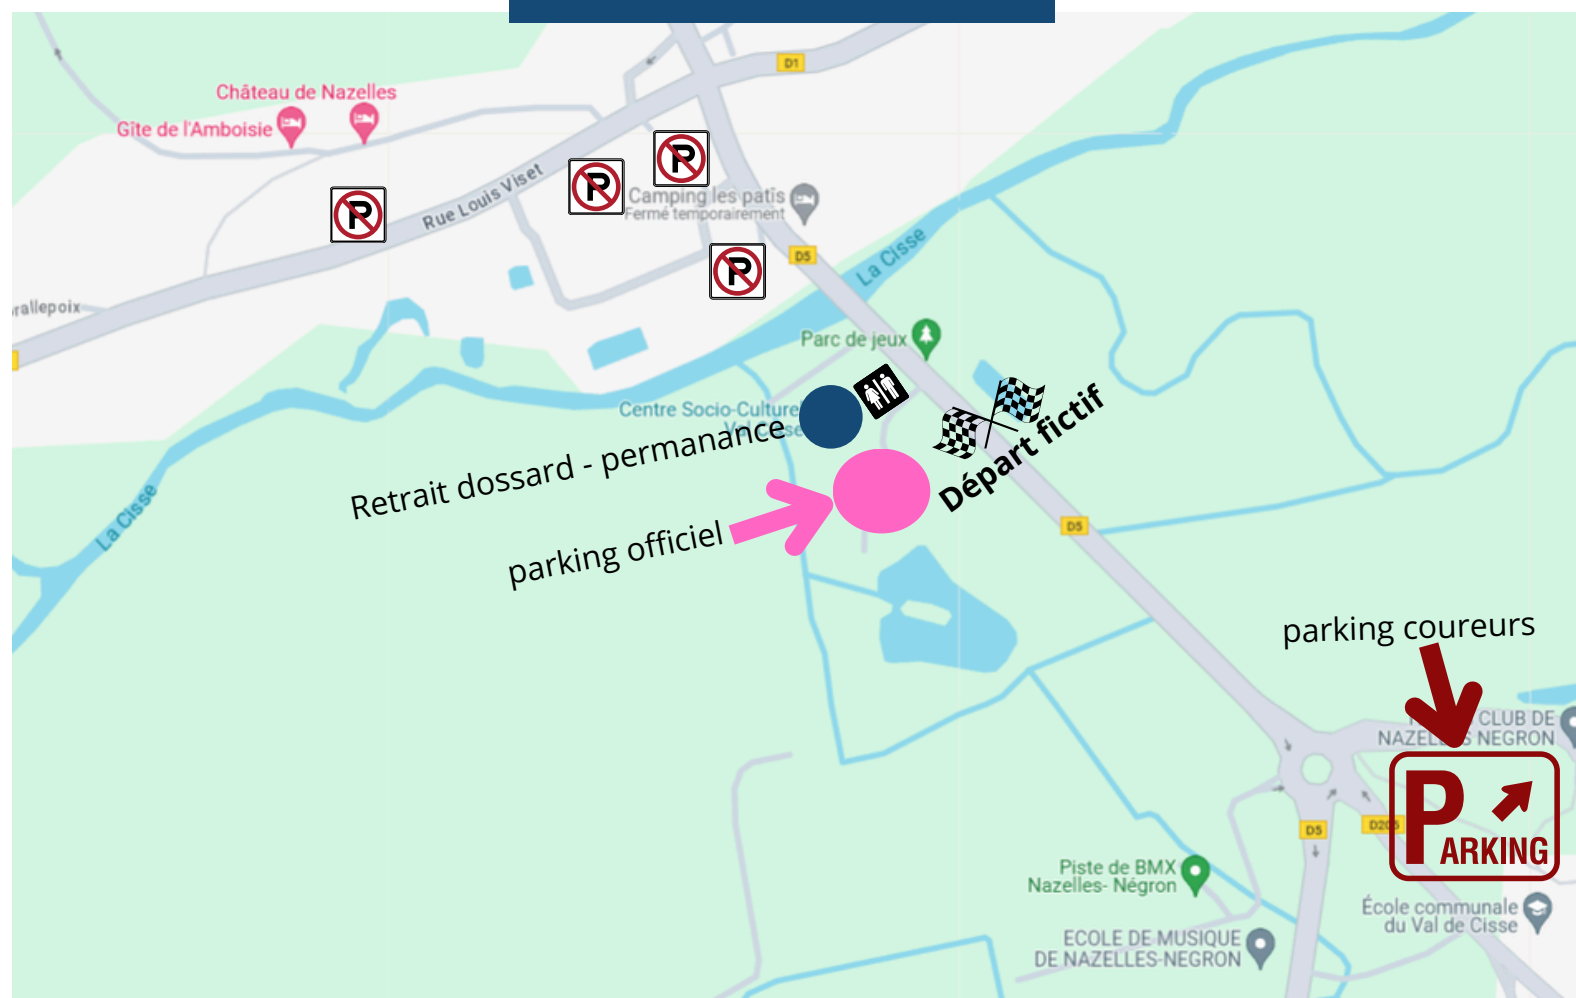 D1
Château de Nazelles
Gîte de l'Amboisie
P
P
P
P
Rue Louis Viset
Camping les patis
Fermé temporairement
D5
La Cisse
rallepoix
Parc de jeux
Centre Socio-Culturel
Départ fictif
Retrait dossard - permanance
La Cisse
parking officiel
D5
parking coureurs
CLUB DE
NAZELLES NEGRON
PARKING
D5
Piste de BMX
Nazelles- Négron
École communale
du Val de Cisse
ECOLE DE MUSIQUE
DE NAZELLES-NEGRON